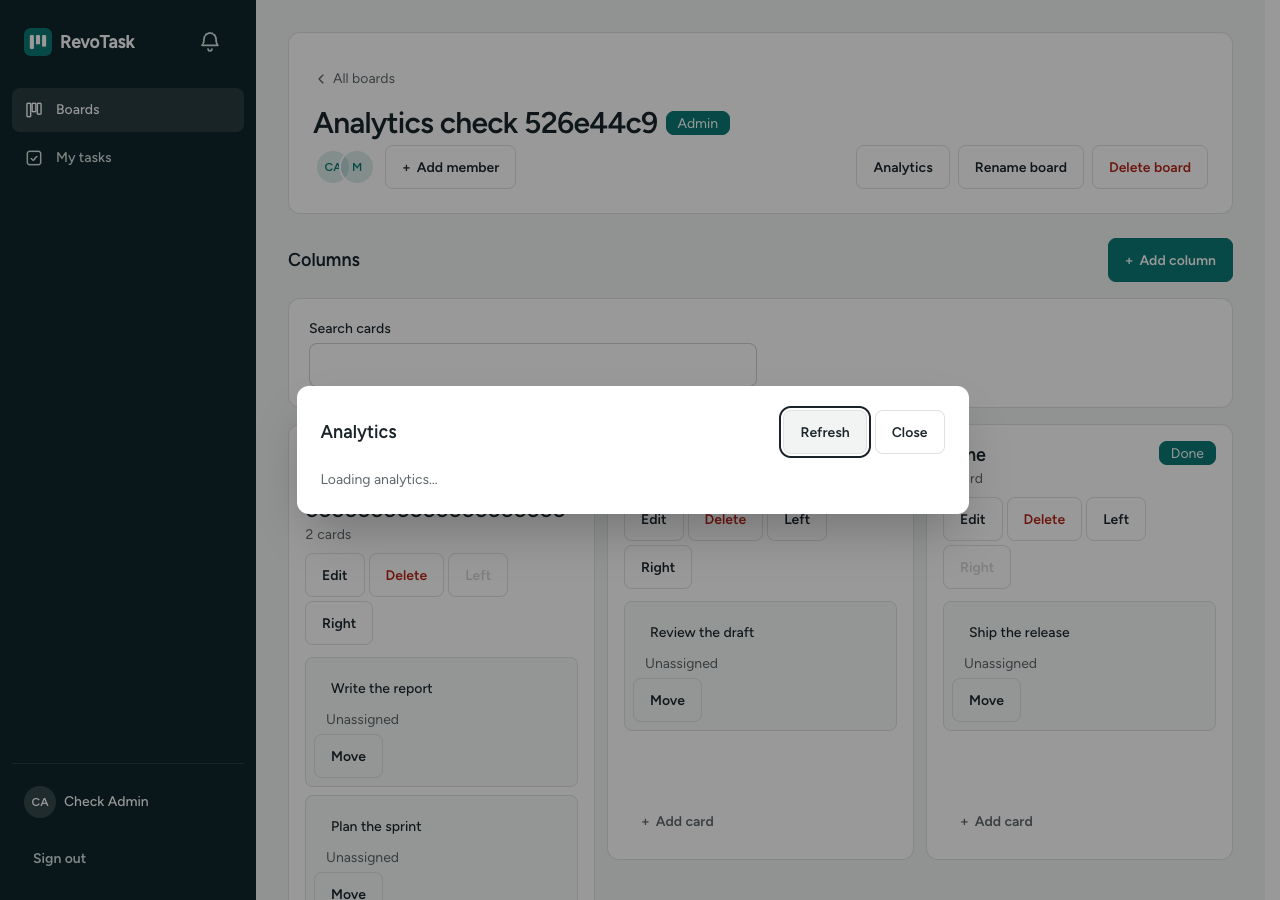 RevoTask
Boards
My tasks
All boards
Analytics check 526e44c9
Admin
CA
M
+ Add member
Analytics
Rename board
Delete board
Columns
+ Add column
Search cards
Analytics
Refresh
Close
Loading analytics...
Done
2 cards
Edit
Delete
Left
Right
Write the report
Unassigned
Move
Plan the sprint
Unassigned
Move
Edit
Delete
Left
Right
Review the draft
Unassigned
Move
+ Add card
Edit
Delete
Left
Right
Ship the release
Unassigned
Move
+ Add card
CA
Check Admin
Sign out